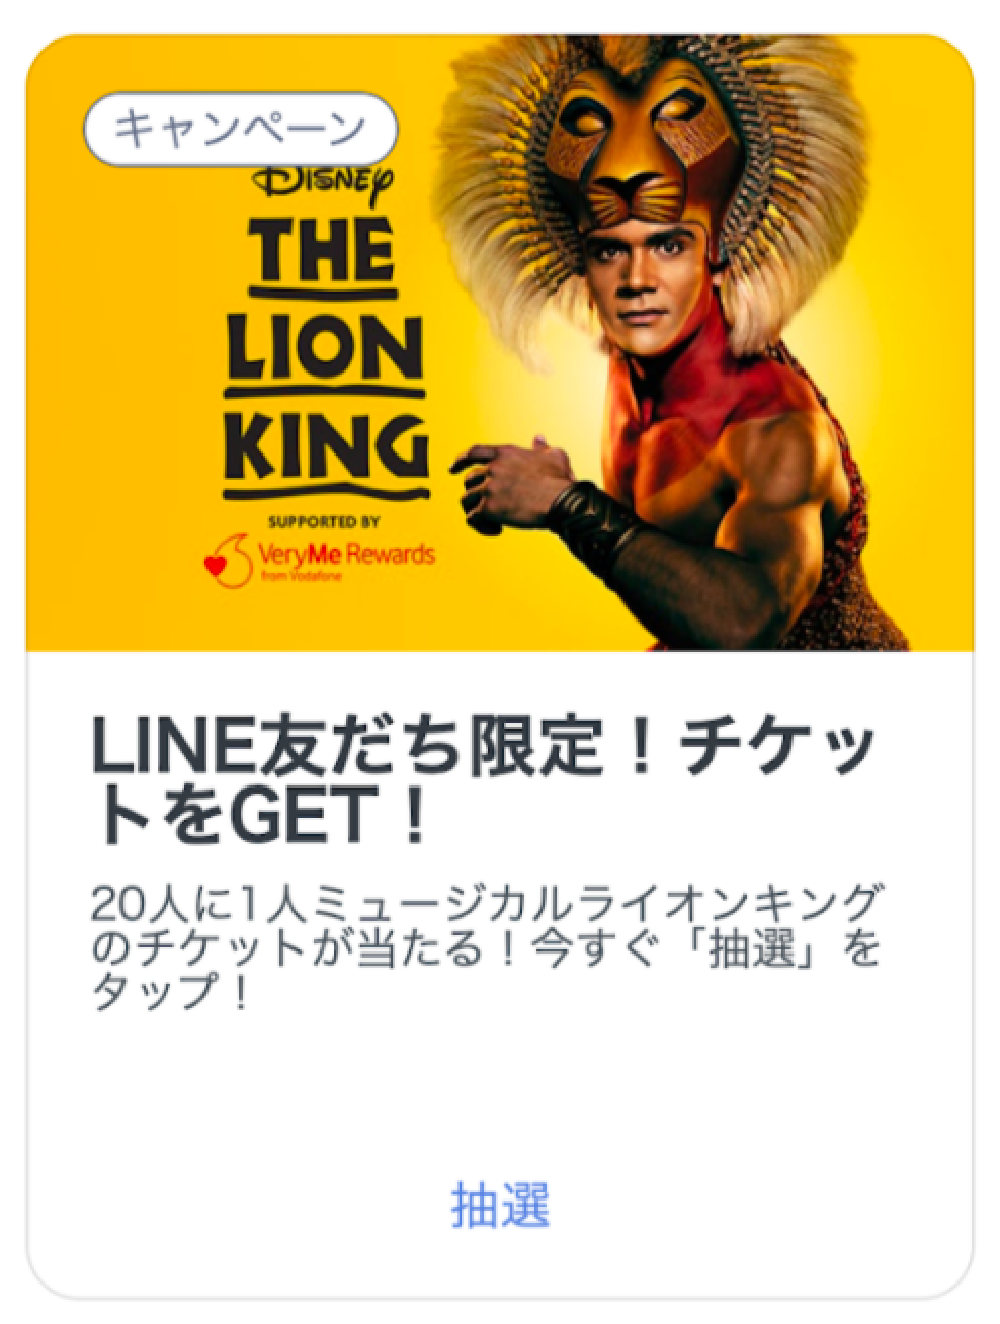 キャンペーン
DISNEY
THE
LION
KING
SUPPORTED BY
VeryMe Rewards
from Vodafone
LINE友だち限定！チケッ
トをGET！
20人に1人ミュージカルライオンキング
のチケットが当たる！今すぐ「抽選」を
タップ！
抽選